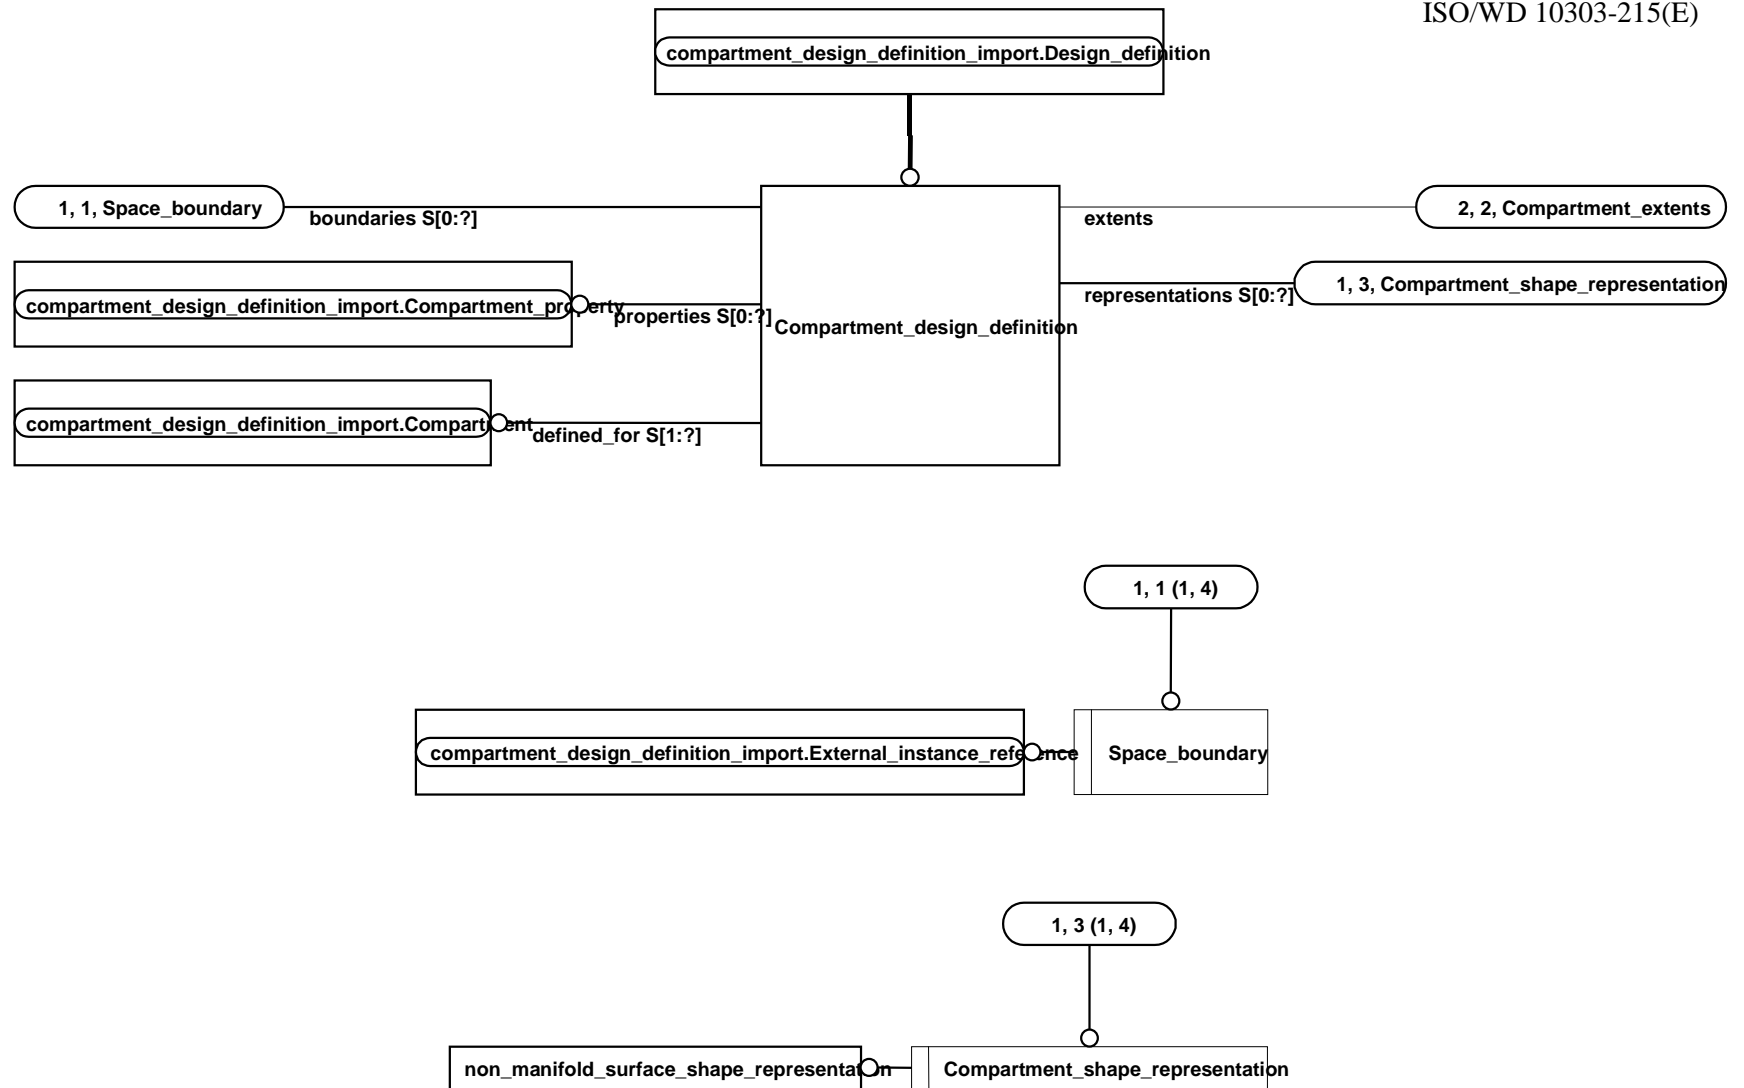 ISO/WD 10303-215(E)
compartment_design_definition_import.Design_definition
1, 1, Space_boundary
boundaries S[0:?]
extents
2, 2, Compartment_extents
compartment_design_definition_import.Compartment_property
properties S[0:?]
Compartment_design_definition
representations S[0:?]
1, 3, Compartment_shape_representation
compartment_design_definition_import.Compartment
defined_for S[1:?]
1, 1 (1, 4)
compartment_design_definition_import.External_instance_reference
Space_boundary
1, 3 (1, 4)
non_manifold_surface_shape_representation
Compartment_shape_representation